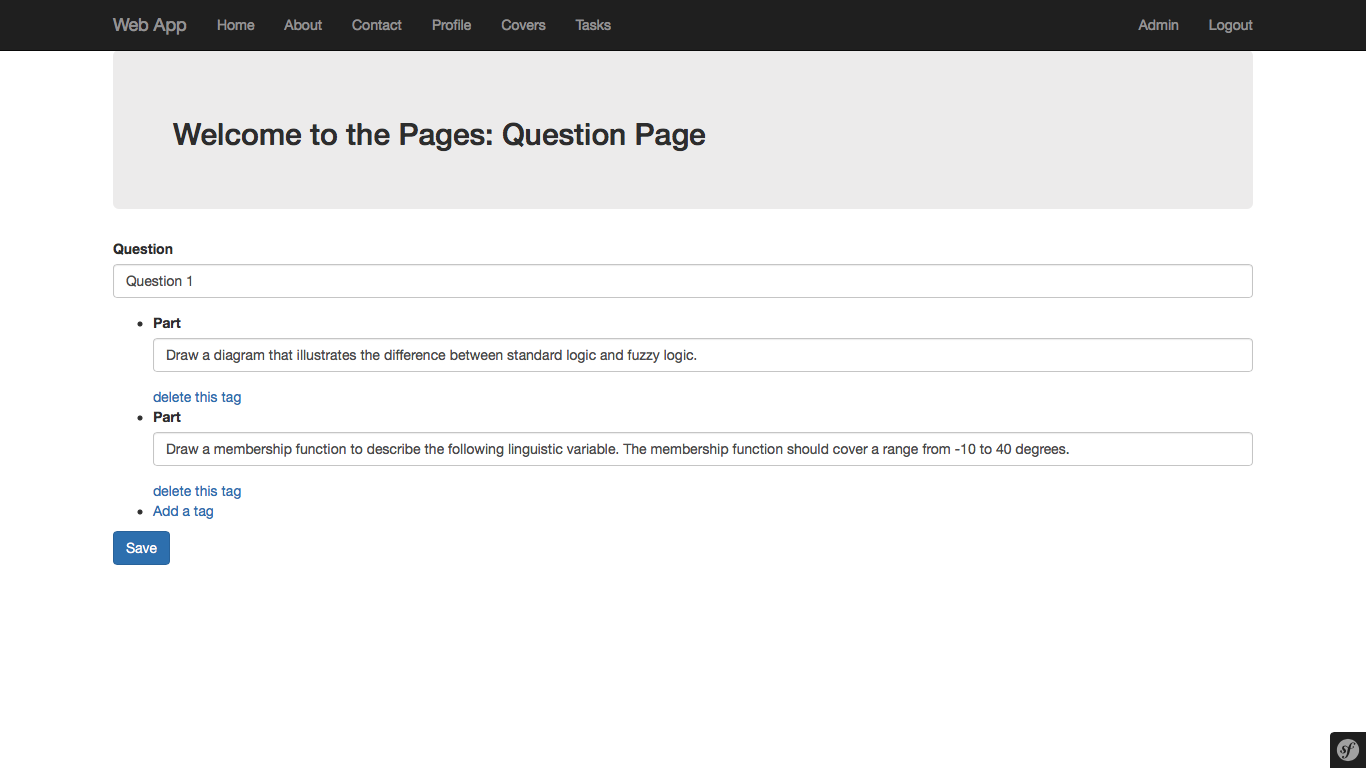 Web App Home About Contact Profile Covers Tasks Admin Logout
Welcome to the Pages: Question Page
Question
Question 1
Part
Draw a diagram that illustrates the difference between standard logic and fuzzy logic.
delete this tag
Part
Draw a membership function to describe the following linguistic variable. The membership function should cover a range from -10 to 40 degrees.
delete this tag
Add a tag
Save
sf